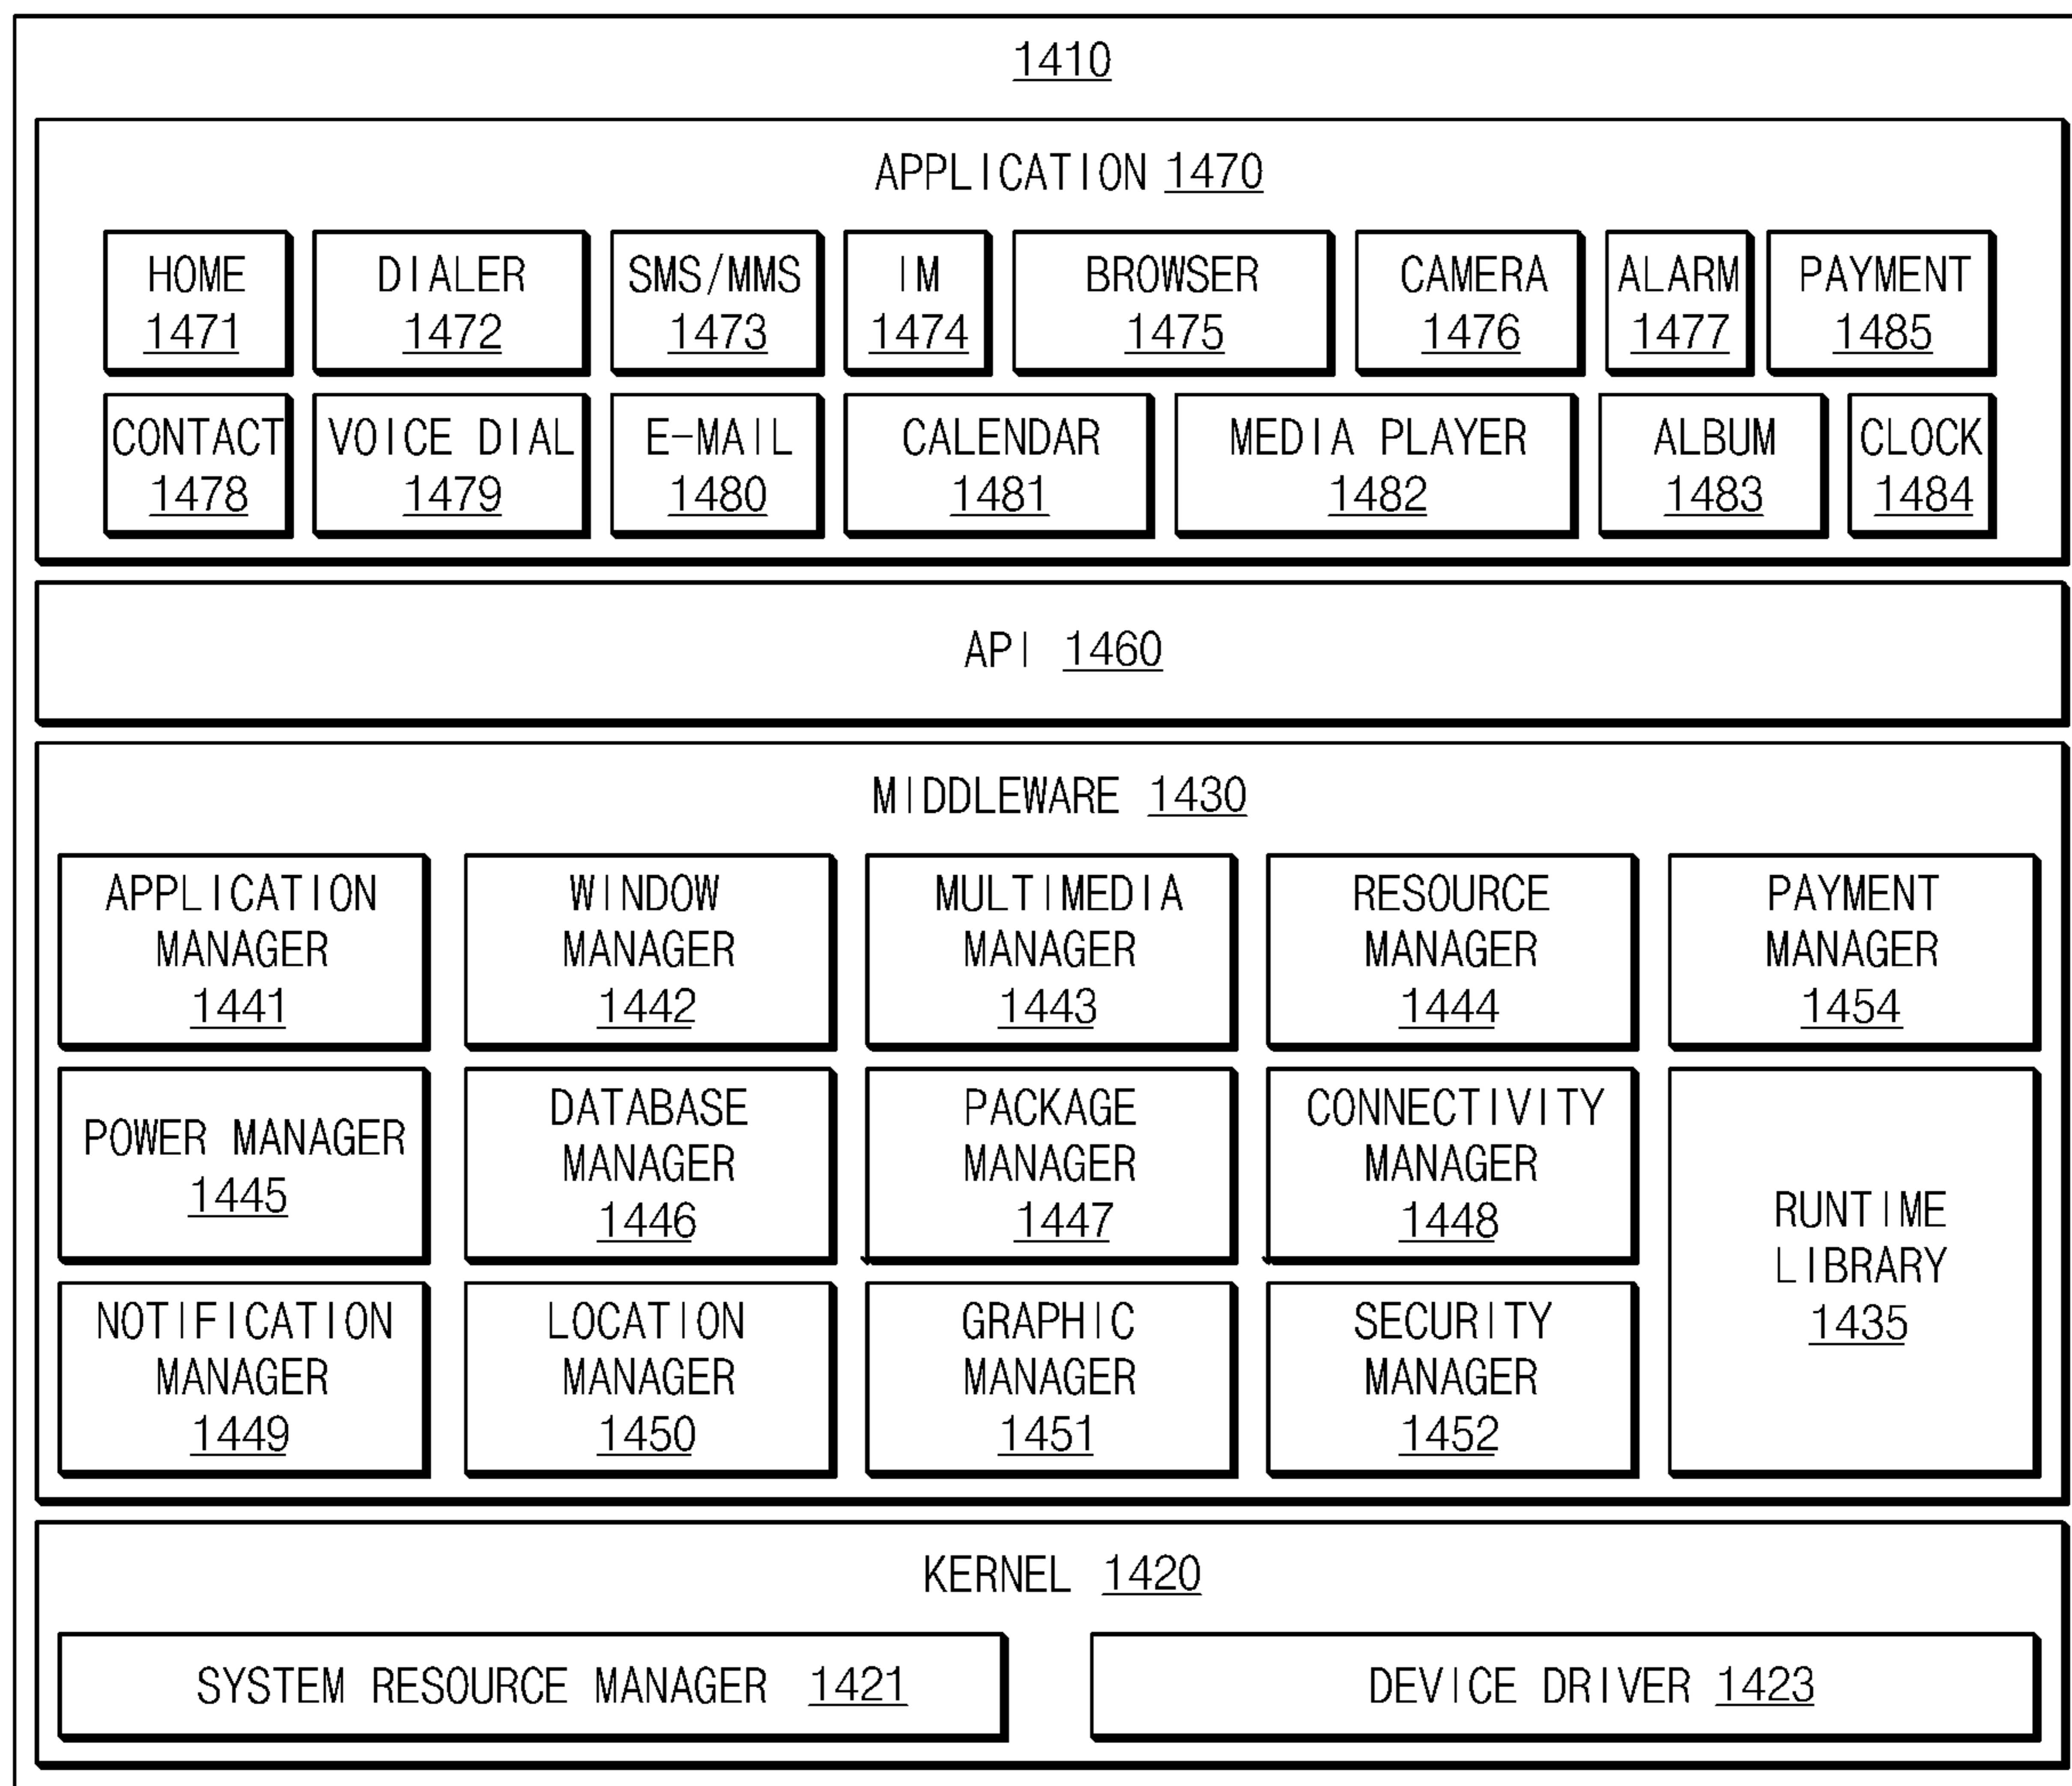 1410
APPLICATION 1470
HOME
1471
DIALER
1472
SMS/MMS
1473
IM
1474
BROWSER
1475
CAMERA
1476
ALARM
1477
PAYMENT
1485
CONTACT
1478
VOICE DIAL
1479
E-MAIL
1480
CALENDAR
1481
MEDIA PLAYER
1482
ALBUM
1483
CLOCK
1484
API 1460
MIDDLEWARE 1430
APPLICATION
MANAGER
1441
WINDOW
MANAGER
1442
MULTIMEDIA
MANAGER
1443
RESOURCE
MANAGER
1444
PAYMENT
MANAGER
1454
POWER MANAGER
1445
DATABASE
MANAGER
1446
PACKAGE
MANAGER
1447
CONNECTIVITY
MANAGER
1448
RUNTIME
LIBRARY
1435
NOTIFICATION
MANAGER
1449
LOCATION
MANAGER
1450
GRAPHIC
MANAGER
1451
SECURITY
MANAGER
1452
KERNEL 1420
SYSTEM RESOURCE MANAGER 1421
DEVICE DRIVER 1423